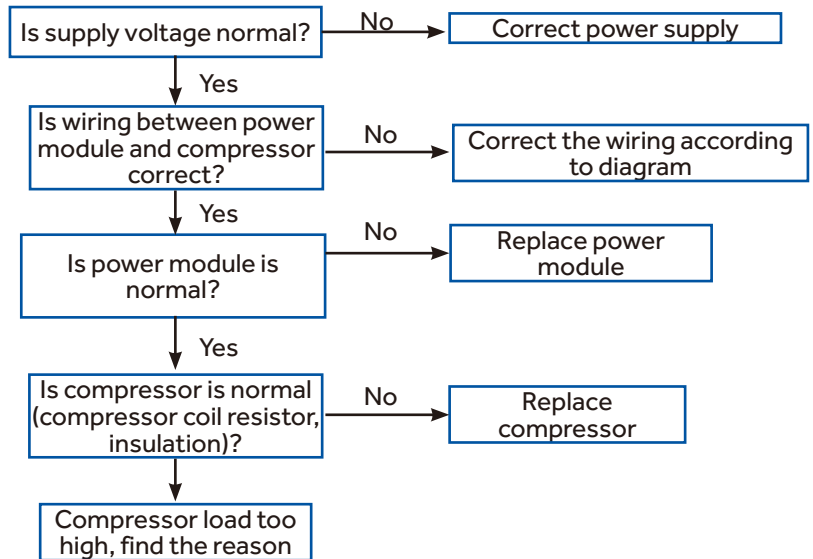 Is supply voltage normal?
No
Correct power supply
Yes
Is wiring between power
module and compressor
correct?
No
Correct the wiring according
to diagram
Yes
Is power module is
normal?
No
Replace power
module
Yes
Is compressor is normal
(compressor coil resistor,
insulation)?
No
Replace
compressor
Compressor load too
high, find the reason